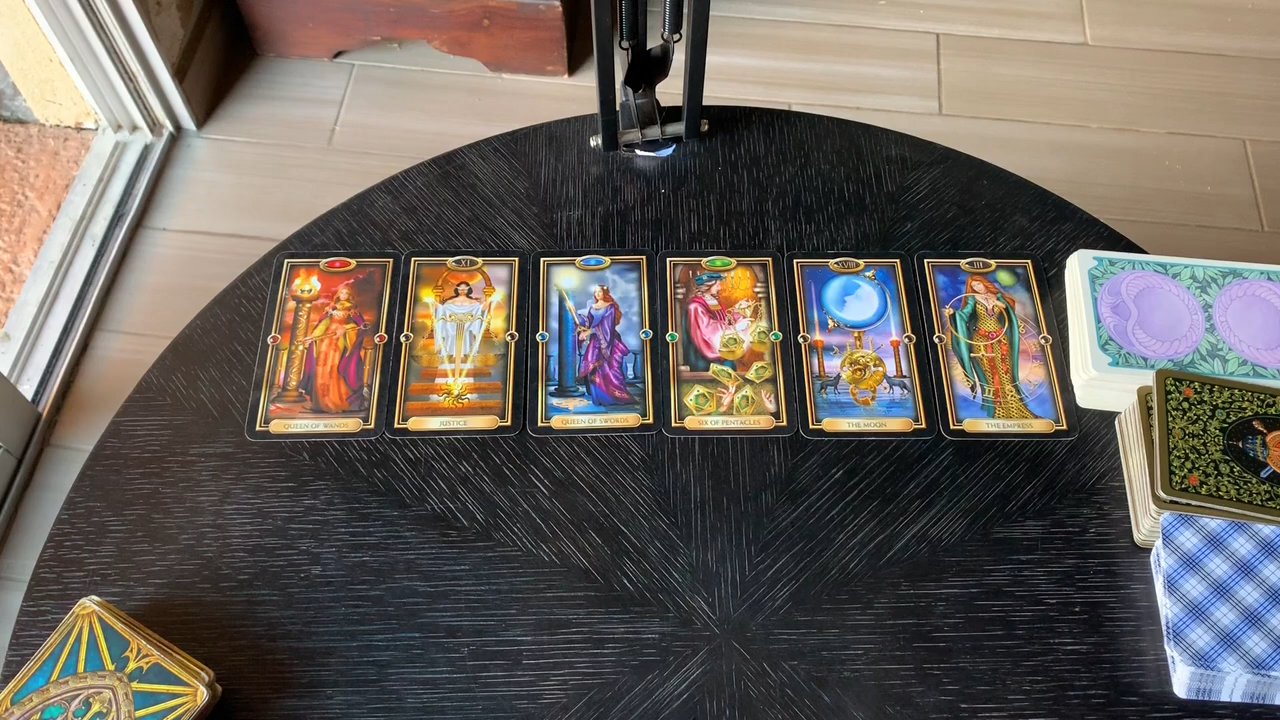 XI
XVIII
III
QUEEN OF WANDS
JUSTICE
QUEEN OF SWORDS
SIX OF PENTACLES
THE MOON
THE EMPRESS